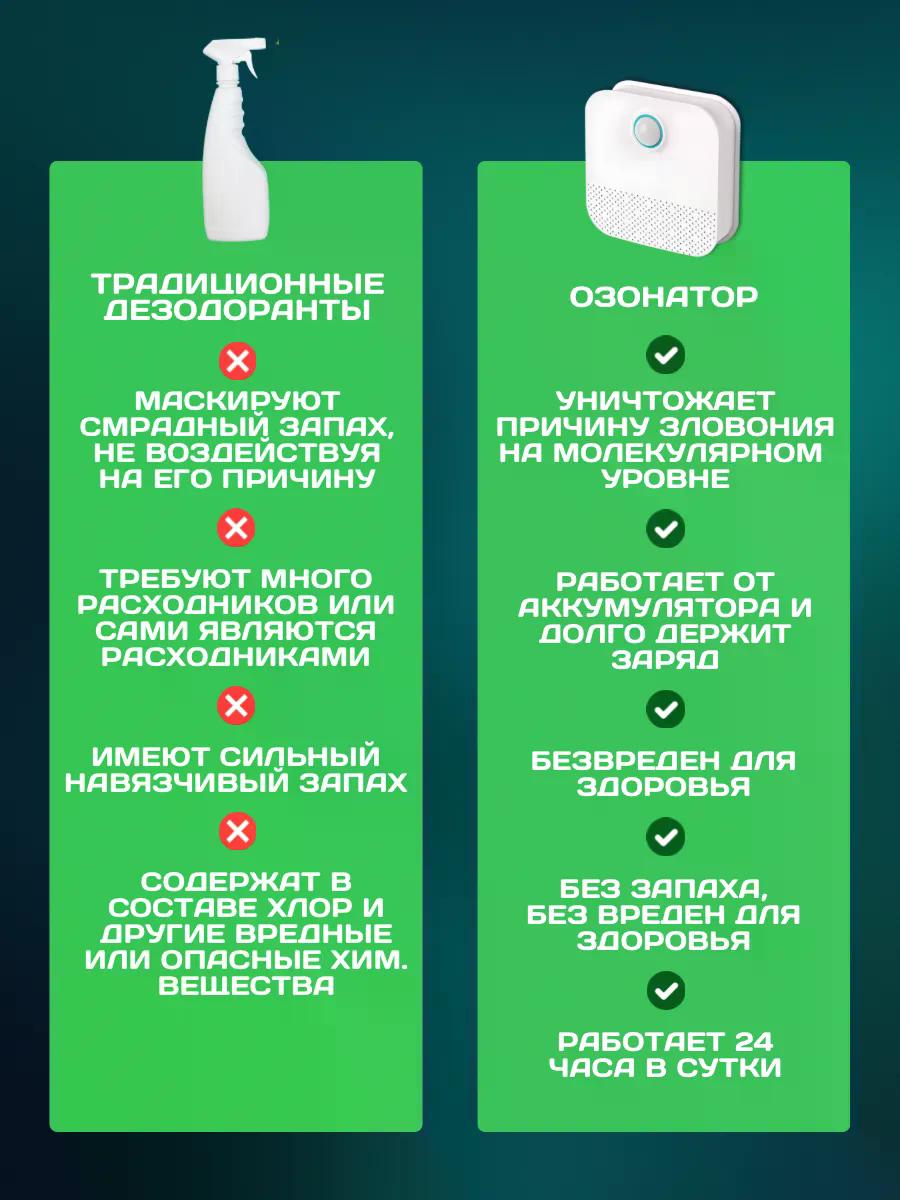 ТРАДИЦИОННЫЕ
ДЕЗОДОРАНТЫ
МАСКИРУЮТ
СМРАДНЫЙ ЗАПАХ,
НЕ ВОЗДЕЙСТВУЯ
НА ЕГО ПРИЧИНУ
ТРЕБУЮТ МНОГО
РАСХОДНИКОВ ИЛИ
САМИ ЯВЛЯЮТСЯ
РАСХОДНИКАМИ
ИМЕЮТ СИЛЬНЫЙ
НАВЯЗЧИВЫЙ ЗАПАХ
СОДЕРЖАТ В
СОСТАВЕ ХЛОР И
ДРУГИЕ ВРЕДНЫЕ
ИЛИ ОПАСНЫЕ ХИМ.
ВЕЩЕСТВА
ОЗОНАТОР
УНИЧТОЖАЕТ
ПРИЧИНУ ЗЛОВОНИЯ
НА МОЛЕКУЛЯРНОМ
УРОВНЕ
РАБОТАЕТ ОТ
АККУМУЛЯТОРА И
ДОЛГО ДЕРЖИТ
ЗАРЯД
БЕЗВРЕДЕН ДЛЯ
ЗДОРОВЬЯ
БЕЗ ЗАПАХА,
БЕЗ ВРЕДЕН ДЛЯ
ЗДОРОВЬЯ
РАБОТАЕТ 24
ЧАСА В СУТКИ